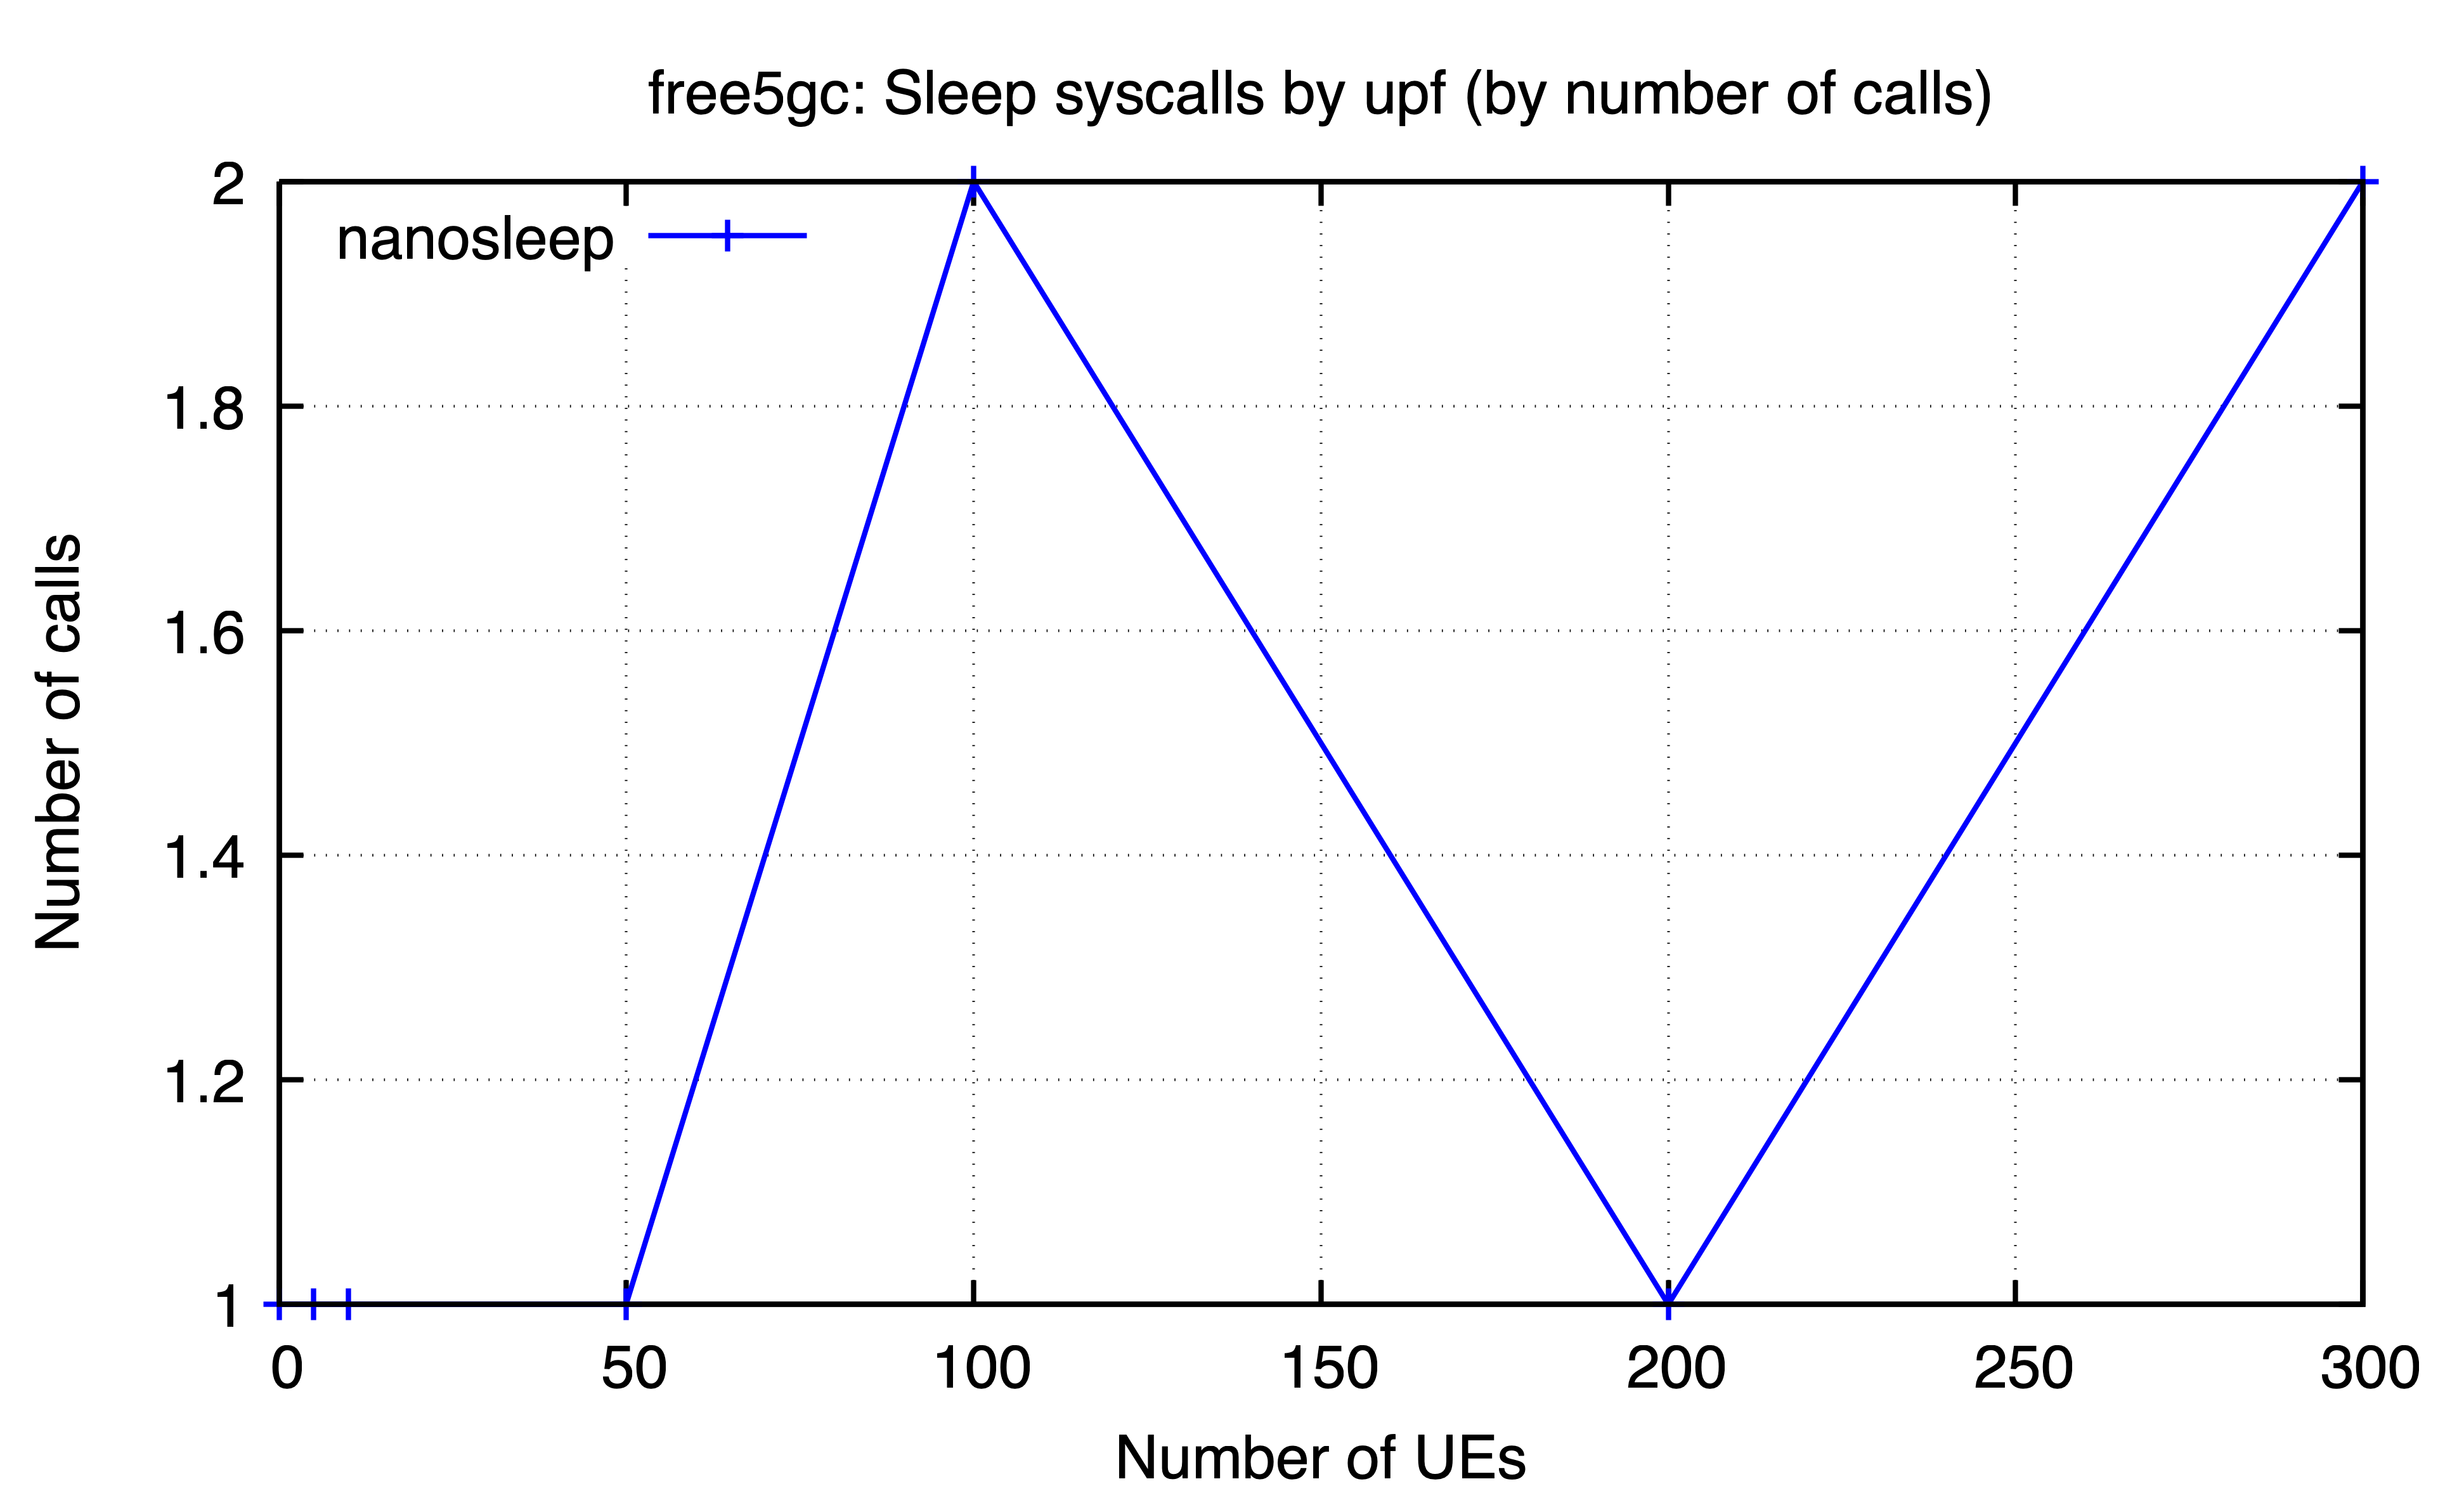 free5gc: Sleep syscalls by upf (by number of calls)
nanosleep
2
1.8
1.6
1.4
1.2
1
Number of calls
0 50 100 150 200 250 300
Number of UEs